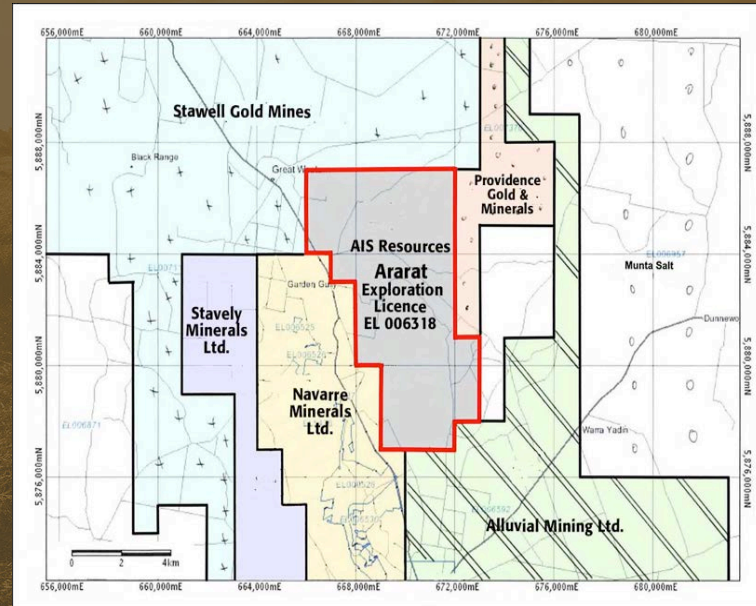 656,000mE
660,000mE
664,000mE
668,000mE
672,000mE
676,000mE
680,000mE
5,888,000mN
5,884,000mN
5,880,000mN
5,876,000mN
Stawell Gold Mines
Black Range
Providence
Gold &
Minerals
AIS Resources
Ararat
Exploration
Licence
EL 006318
Munta Salt
Stavely
Minerals
Ltd.
Navarre
Minerals
Ltd.
EL006525
EL006871
Warra Yadin
Alluvial Mining Ltd.
0 2 4km
5,888,000mN
5,884,000mN
5,880,000mN
5,876,000mN
656,000mE
660,000mE
664,000mE
668,000mE
672,000mE
676,000mE
680,000mE